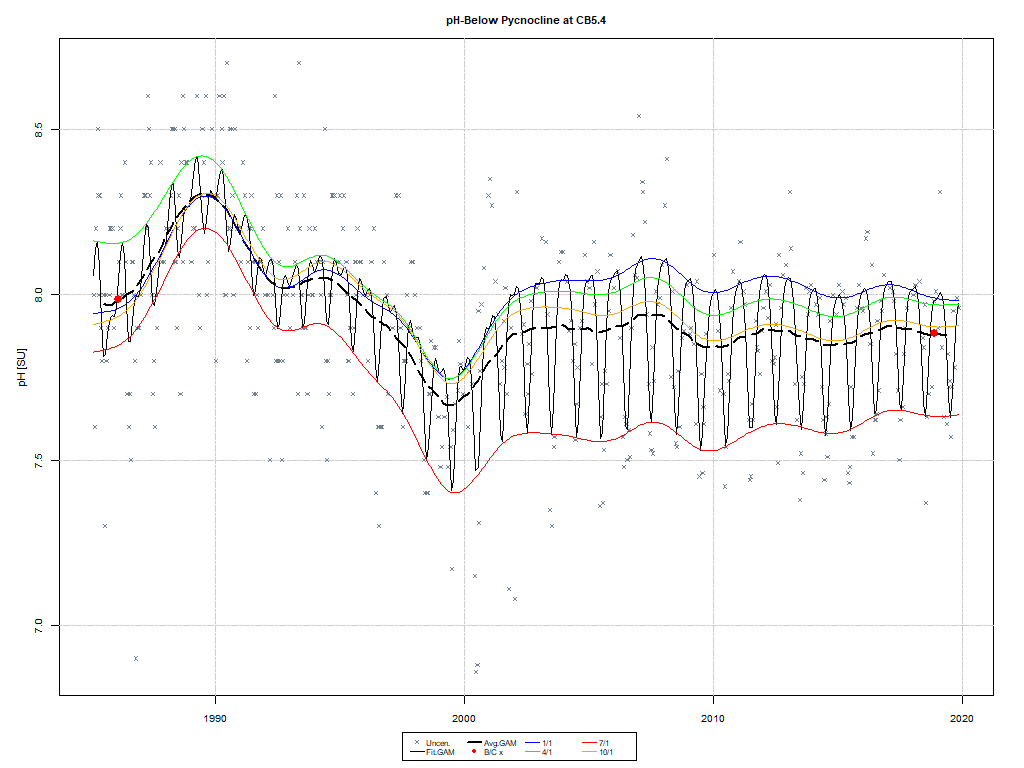 pH-Below Pycnocline at CB5.4
8.5
8.0
7.5
7.0
pH [SU]
1990 2000 2010 2020
Uncen. Avg.GAM 1/1 7/1
Fit.GAM B/C x 4/1 10/1